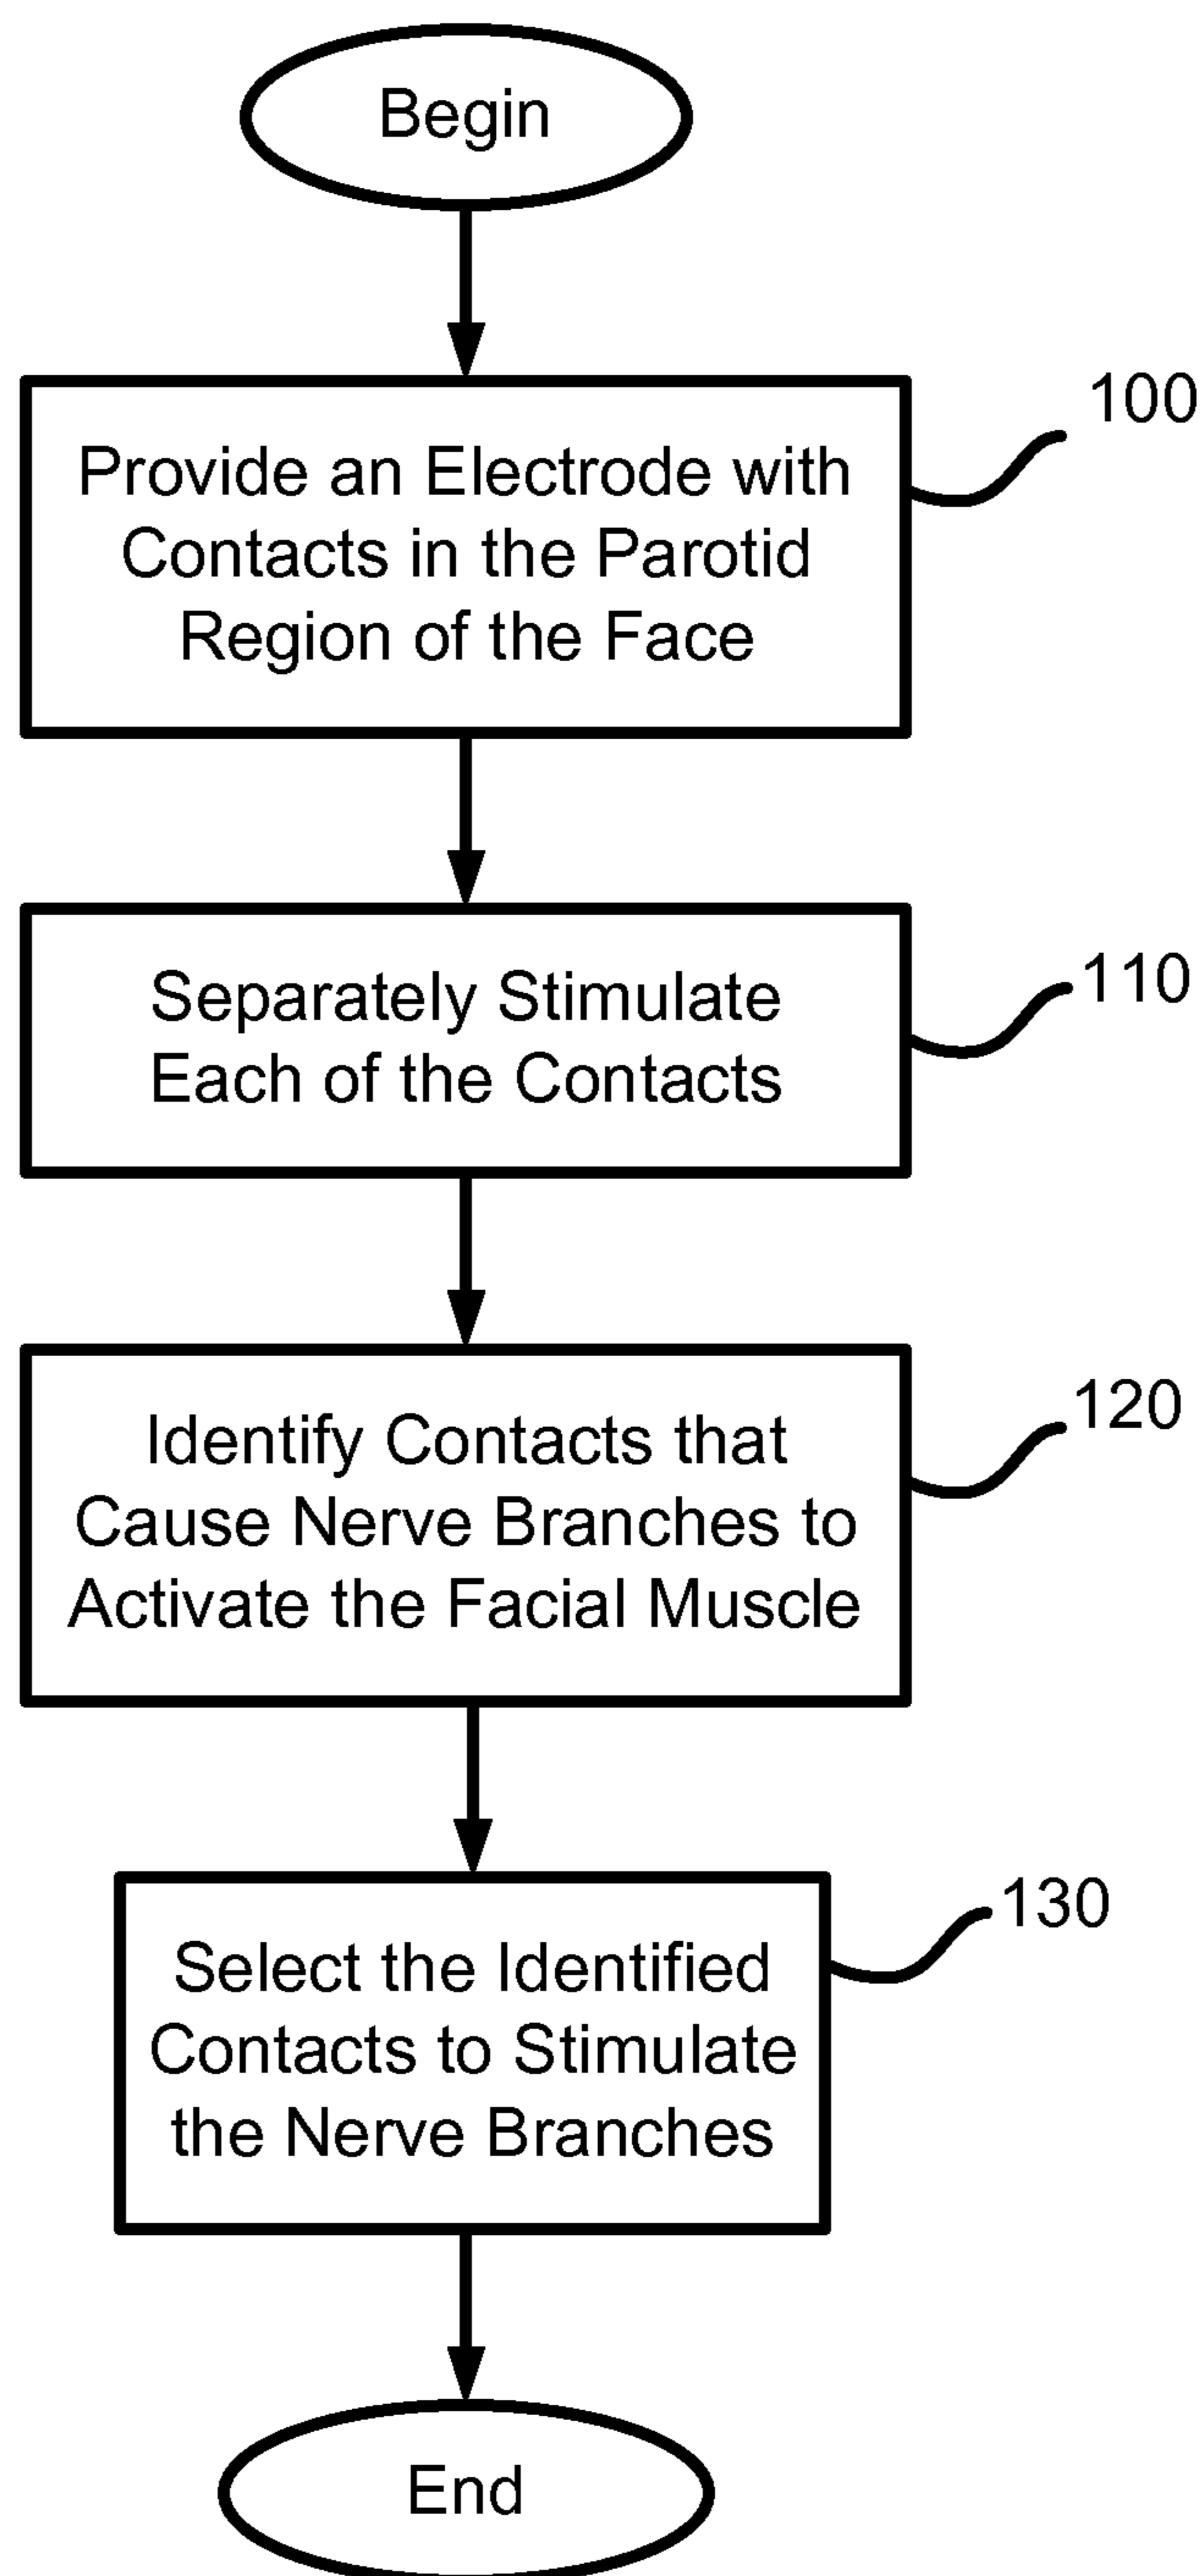 Begin
100
Provide an Electrode with
Contacts in the Parotid
Region of the Face
110
Separately Stimulate
Each of the Contacts
120
Identify Contacts that
Cause Nerve Branches to
Activate the Facial Muscle
130
Select the Identified
Contacts to Stimulate
the Nerve Branches
End